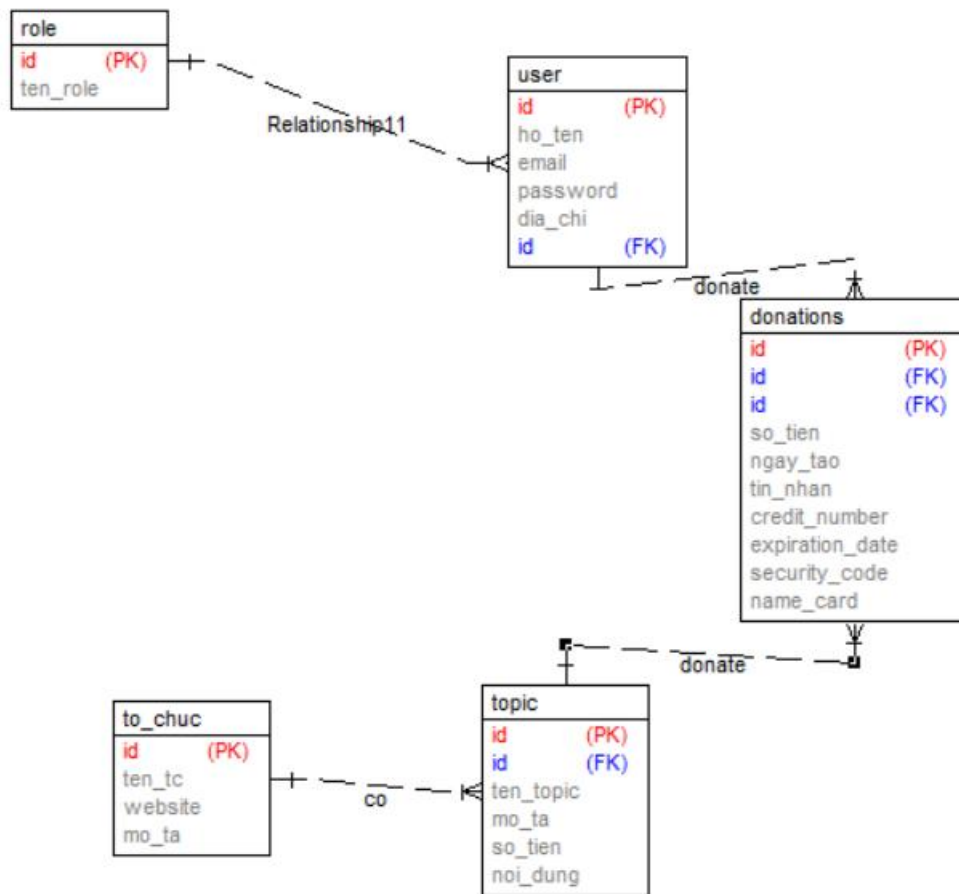 role
id (PK)
ten_role
Relationship11
user
id (PK)
ho_ten
email
password
dia_chi
id (FK)
donate
donations
id (PK)
id (FK)
id (FK)
so_tien
ngay_tao
tin_nhan
credit_number
expiration_date
security_code
name_card
donate
to_chuc
id (PK)
ten_tc
website
mo_ta
co
topic
id (PK)
id (FK)
ten_topic
mo_ta
so_tien
noi_dung